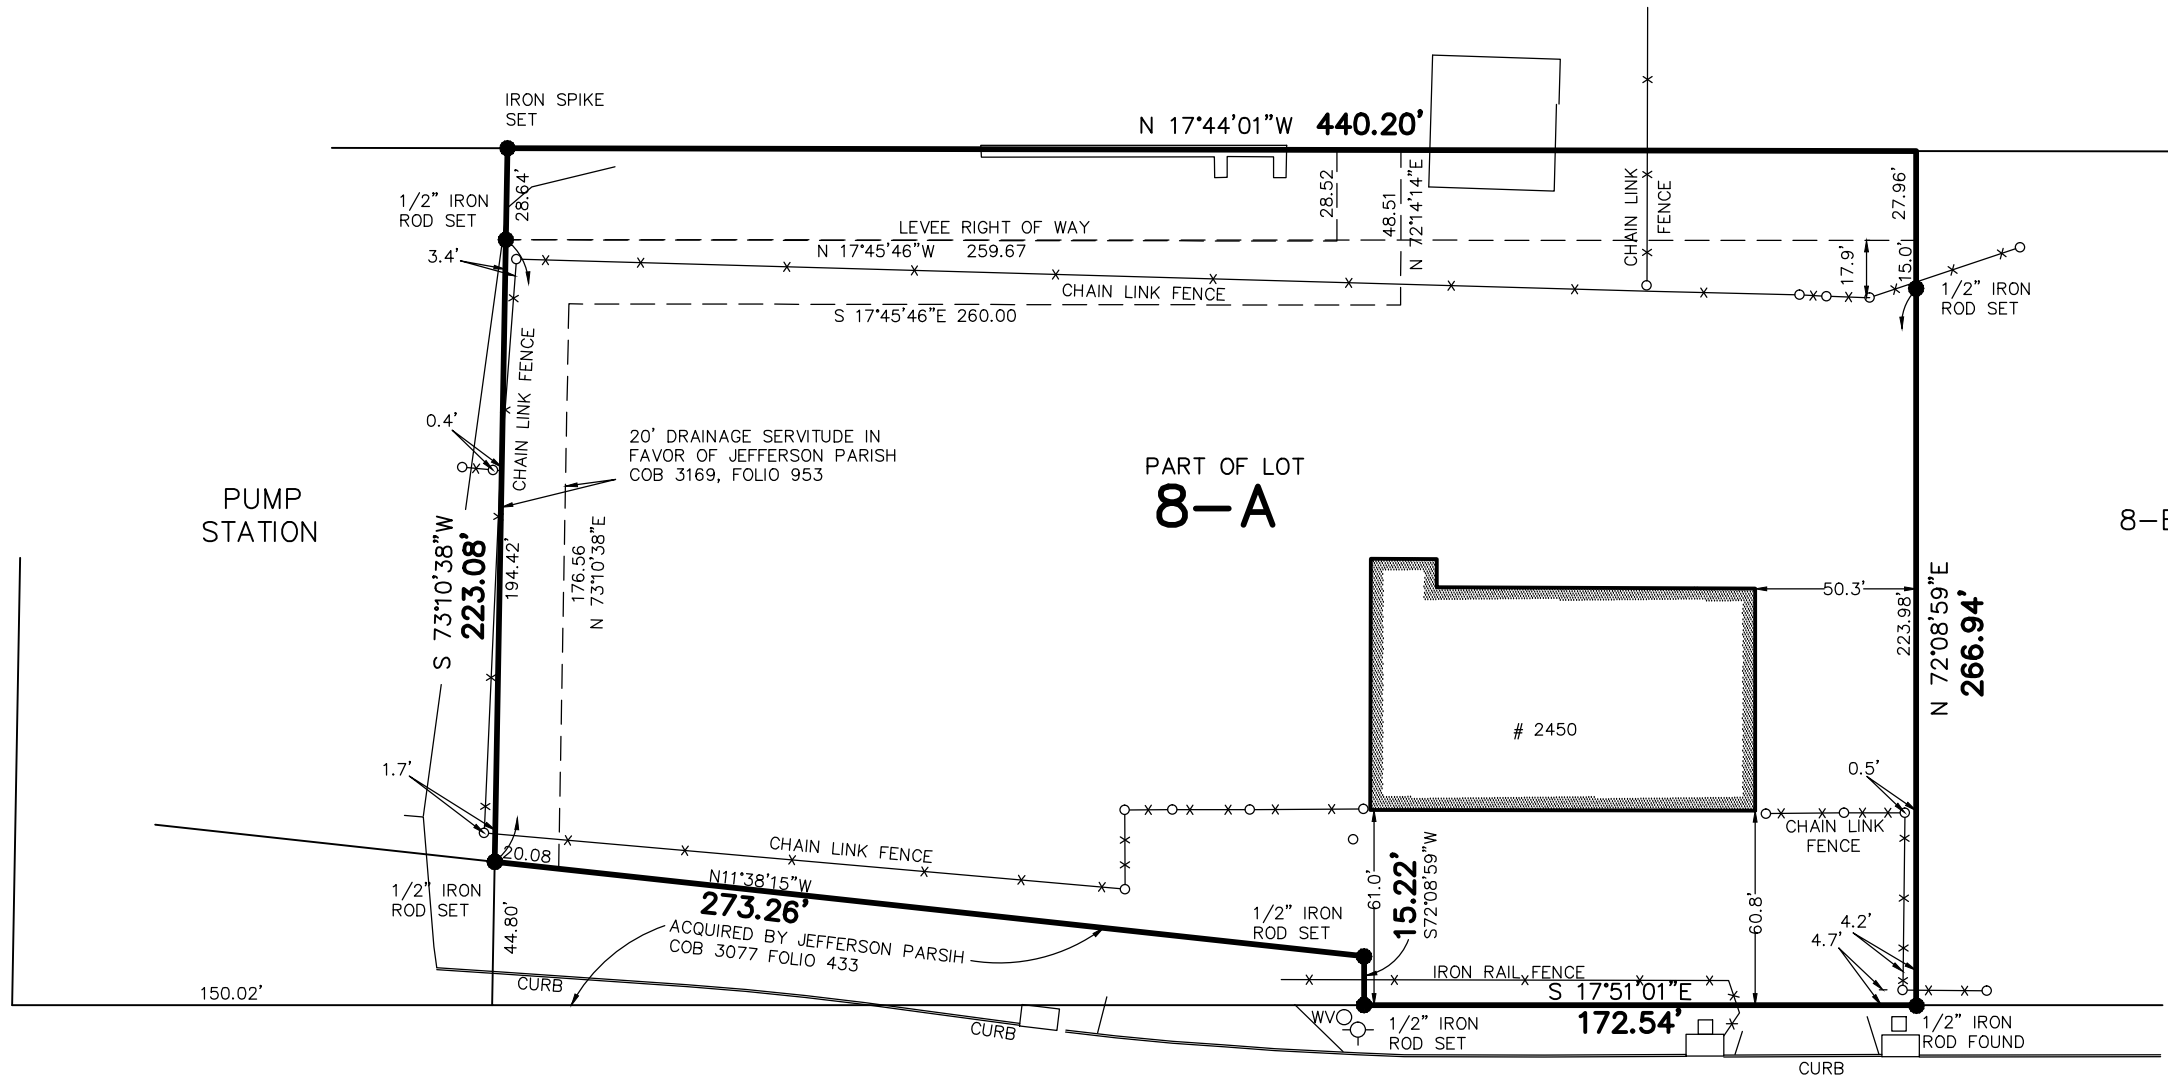 IRON SPIKE
SET
N 17°44'01"W 440.20'
1/2" IRON
ROD SET
28.64'
3.4'
LEVEE RIGHT OF WAY
N 17°45'46"W 259.67
28.52
48.51
N 72°14'14"E
CHAIN LINK
FENCE
27.96'
17.9'
15.0'
1/2" IRON
ROD SET
CHAIN LINK FENCE
S 17°45'46"E 260.00
CHAIN LINK FENCE
0.4'
20' DRAINAGE SERVITUDE IN
FAVOR OF JEFFERSON PARISH
COB 3169, FOLIO 953
PART OF LOT
8-A
PUMP
STATION
S 73°10'38"W
223.08'
194.42'
176.56
N 73°10'38"E
50.3'
223.98'
N 72°08'59"E
266.94'
# 2450
1.7'
0.5'
CHAIN LINK
FENCE
20.08
CHAIN LINK FENCE
N11°38'15"W
273.26'
1/2" IRON
ROD SET
44.80'
ACQUIRED BY JEFFERSON PARSIH
COB 3077 FOLIO 433
1/2" IRON
ROD SET
61.0'
15.22'
S72°08'59"W
60.8'
4.2'
4.7'
IRON RAIL FENCE
S 17°51'01"E
172.54'
150.02'
CURB
CURB
WV
1/2" IRON
ROD SET
1/2" IRON
ROD FOUND
CURB